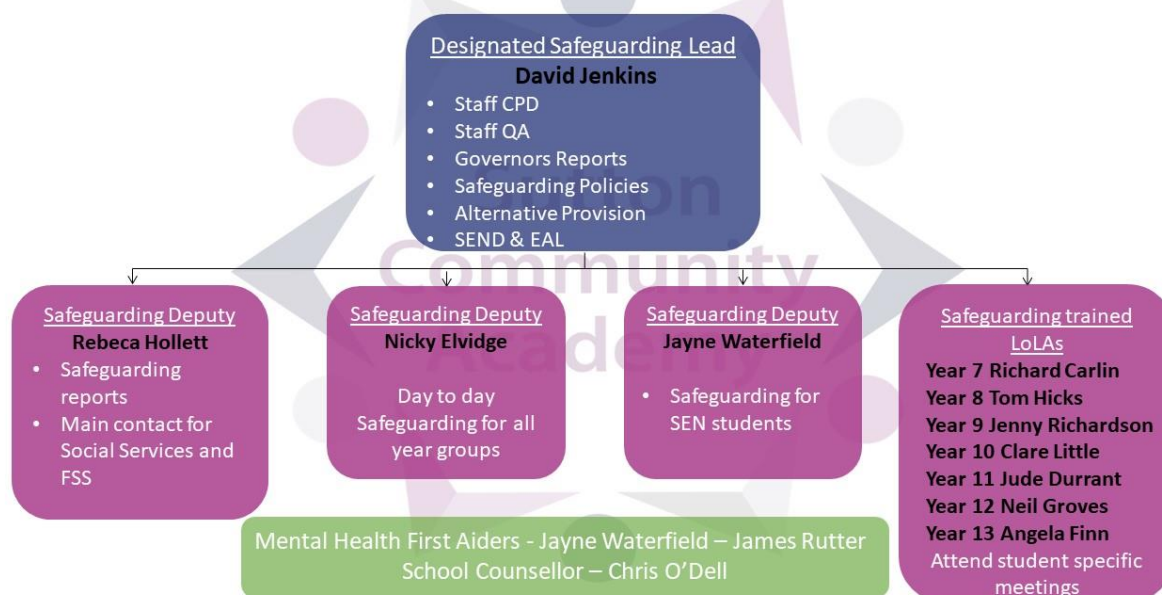 Designated Safeguarding Lead
David Jenkins
• Staff CPD
• Staff QA
• Governors Reports
• Safeguarding Policies
• Alternative Provision
• SEND & EAL
Sutton
Community
Academy
Safeguarding Deputy
Rebeca Hollett
• Safeguarding
reports
• Main contact for
Social Services and
FSS
Safeguarding Deputy
Nicky Elvidge
Day to day
Safeguarding for all
year groups
Safeguarding Deputy
Jayne Waterfield
• Safeguarding for
SEN students
Safeguarding trained
LoLAs
Year 7 Richard Carlin
Year 8 Tom Hicks
Year 9 Jenny Richardson
Year 10 Clare Little
Year 11 Jude Durrant
Year 12 Neil Groves
Year 13 Angela Finn
Attend student specific
meetings
Mental Health First Aiders - Jayne Waterfield – James Rutter
School Counsellor – Chris O’Dell